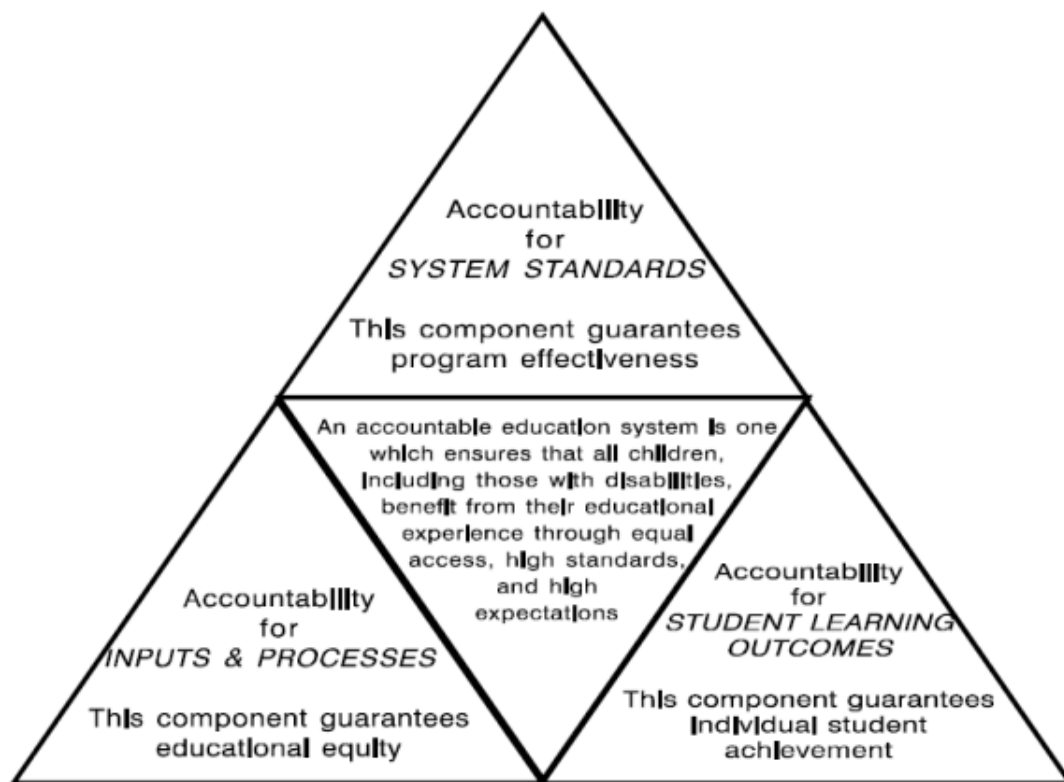 Accountability
for
SYSTEM STANDARDS
This component guarantees
program effectiveness
An accountable education system is one
which ensures that all children,
including those with disabilities,
benefit from their educational
experience through equal
access, high standards,
and high
expectations
Accountability
for
INPUTS & PROCESSES
This component guarantees
educational equity
Accountability
for
STUDENT LEARNING
OUTCOMES
This component guarantees
individual student
achievement